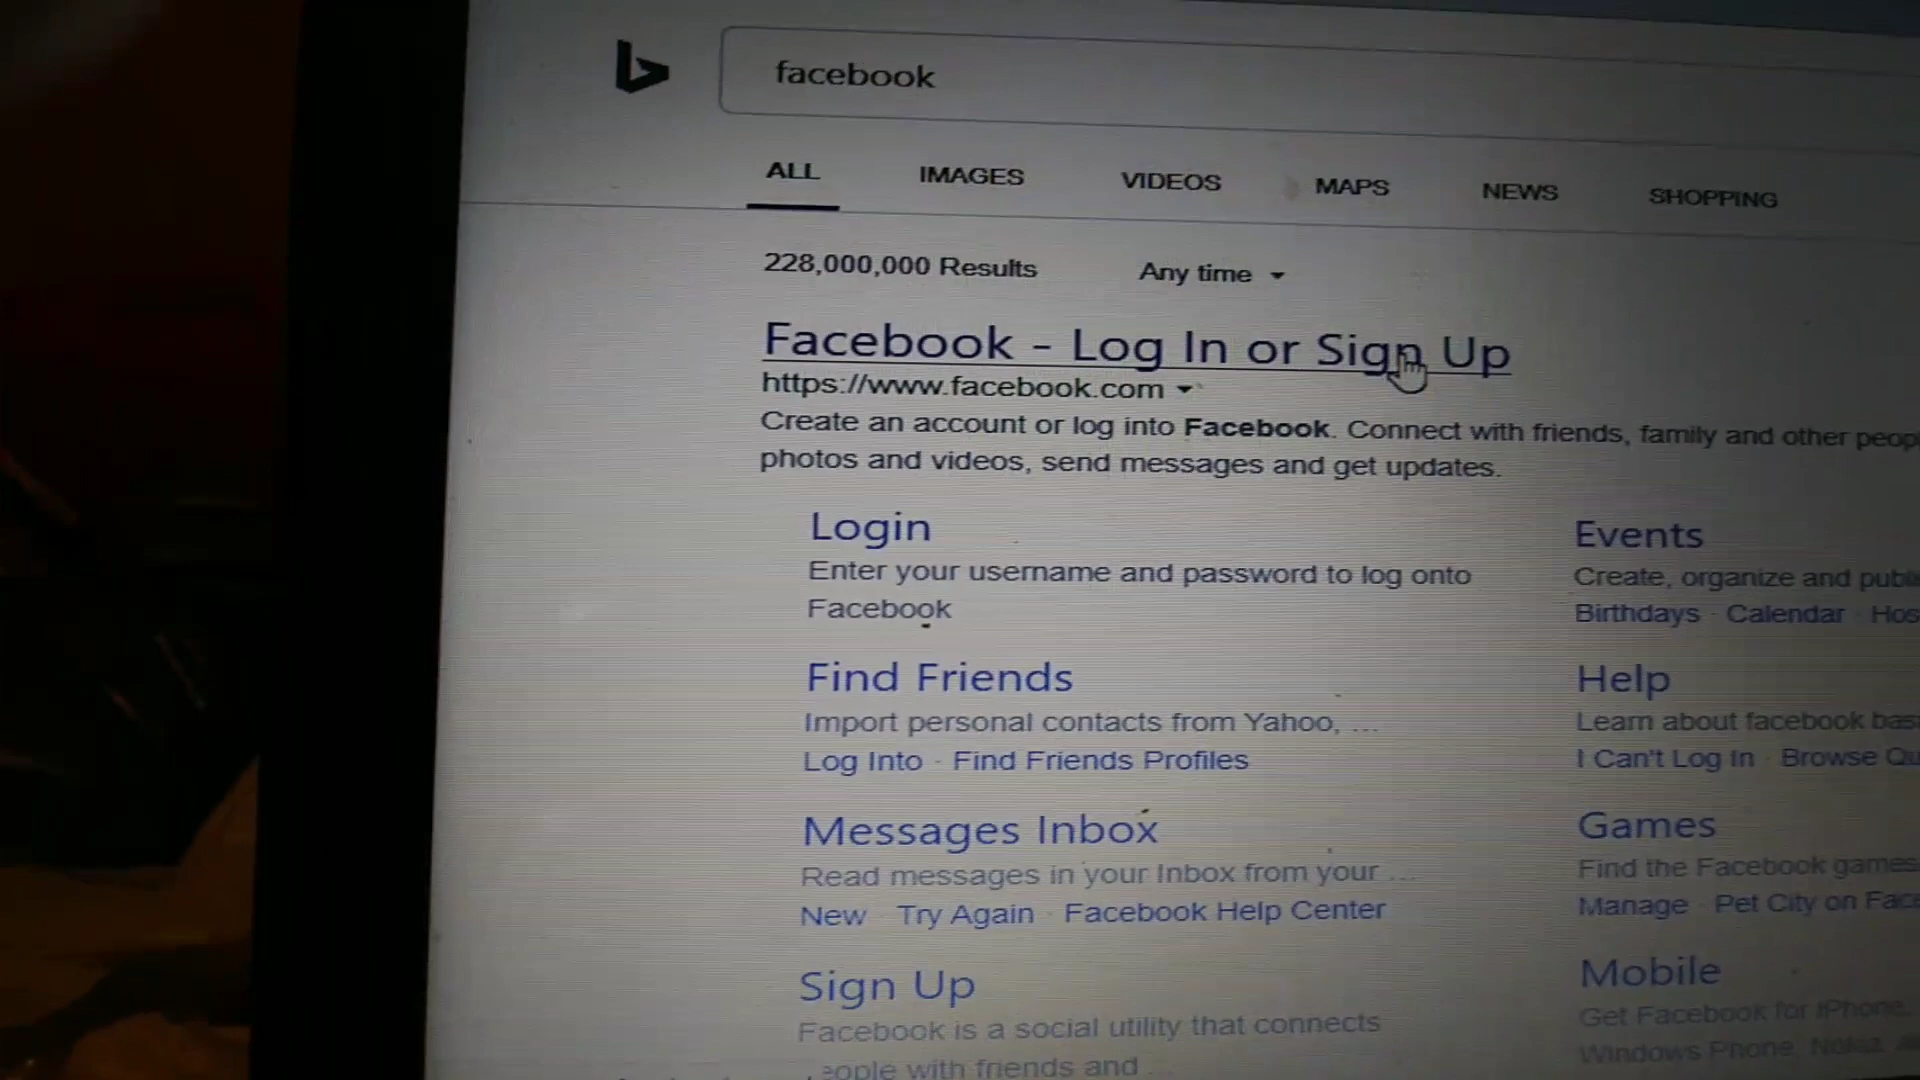 facebook
ALL IMAGES VIDEOS MAPS NEWS SHOPPING
228,000,000 Results Any time
Facebook - Log In or Sign Up
https://www.facebook.com
Create an account or log into Facebook. Connect with friends, family and other
photos and videos, send messages and get updates.
Login
Enter your username and password to log onto
Facebook
Find Friends
Import personal contacts from Yahoo, ...
Log Into · Find Friends Profiles
Messages Inbox
Read messages in your Inbox from your ...
New · Try Again · Facebook Help Center
Sign Up
Facebook is a social utility that connects
people with friends and ...
Events
Create, organize and
Birthdays · Calendar ·
Help
Learn about facebook
I Can't Log In · Browse
Games
Find the Facebook games
Manage · Pet City on
Mobile
Get Facebook for iPhone,
Windows Phone, Nokia,